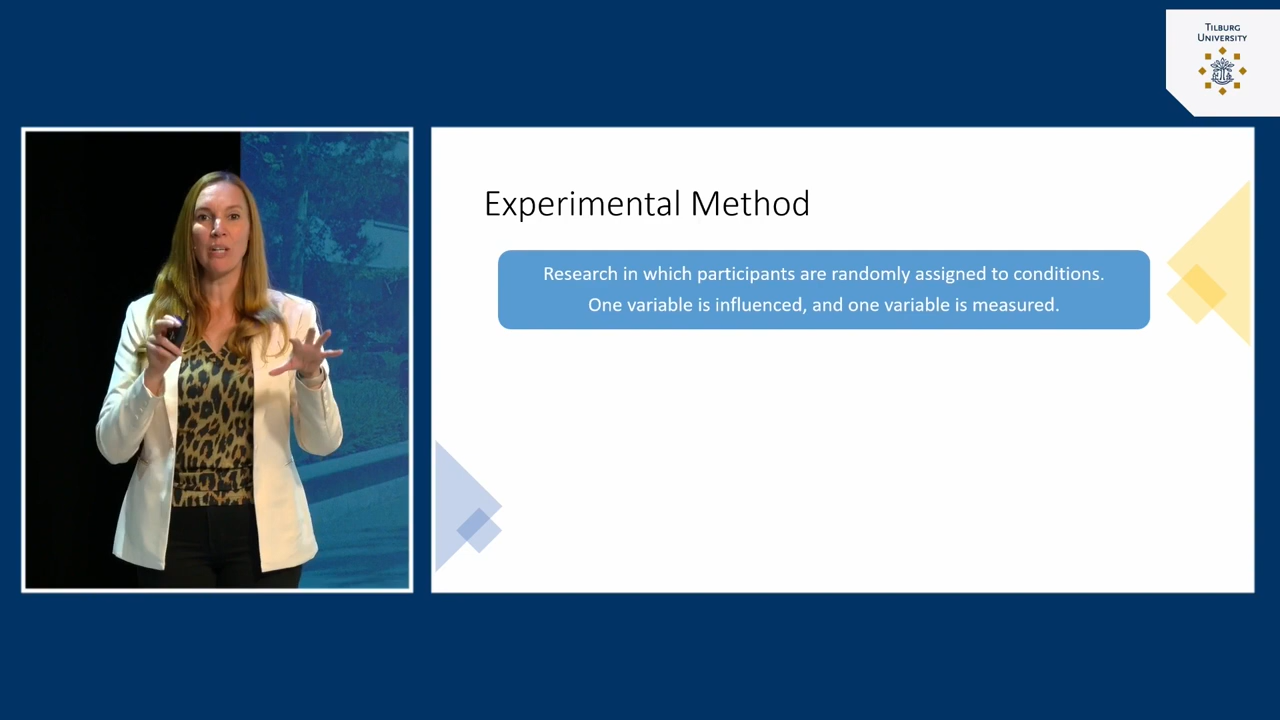 TILBURG
UNIVERSITY
Experimental Method
Research in which participants are randomly assigned to conditions.
One variable is influenced, and one variable is measured.